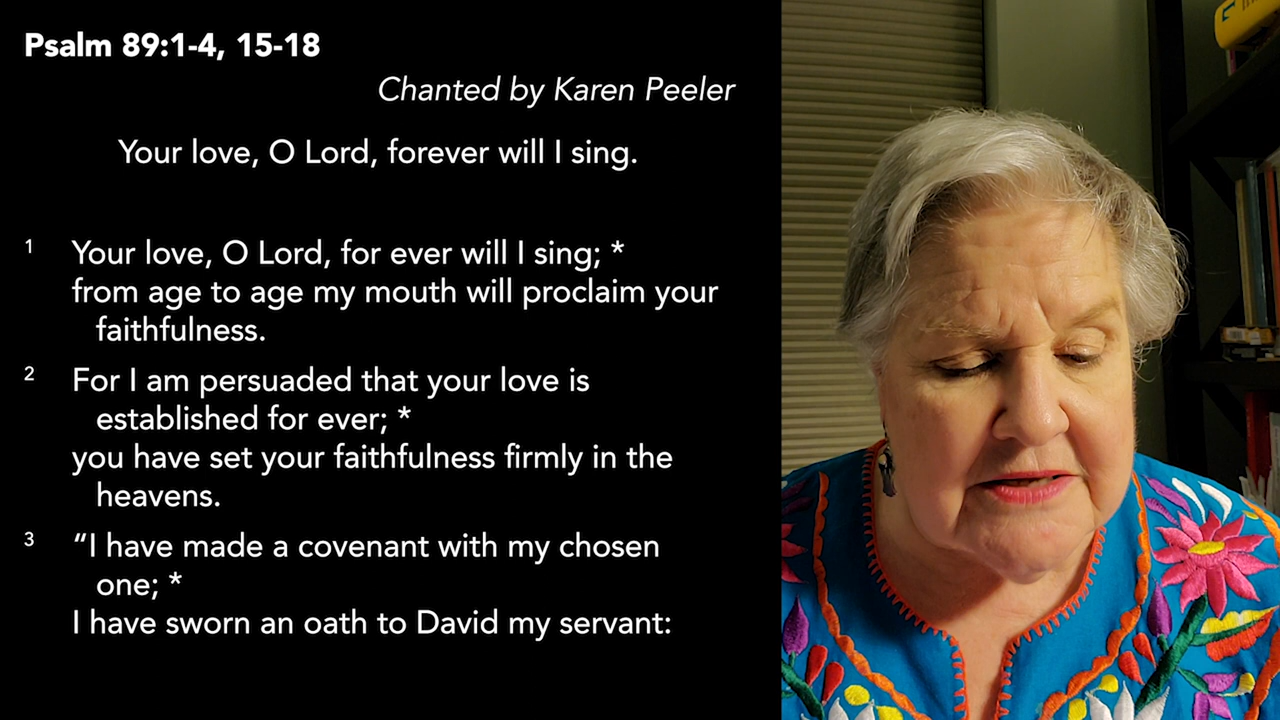 Psalm 89:1-4, 15-18
Chanted by Karen Peeler
Your love, O Lord, forever will I sing.
1 Your love, O Lord, for ever will I sing; *
from age to age my mouth will proclaim your
faithfulness.
2 For I am persuaded that your love is
established for ever; *
you have set your faithfulness firmly in the
heavens.
3 “I have made a covenant with my chosen
one; *
I have sworn an oath to David my servant: